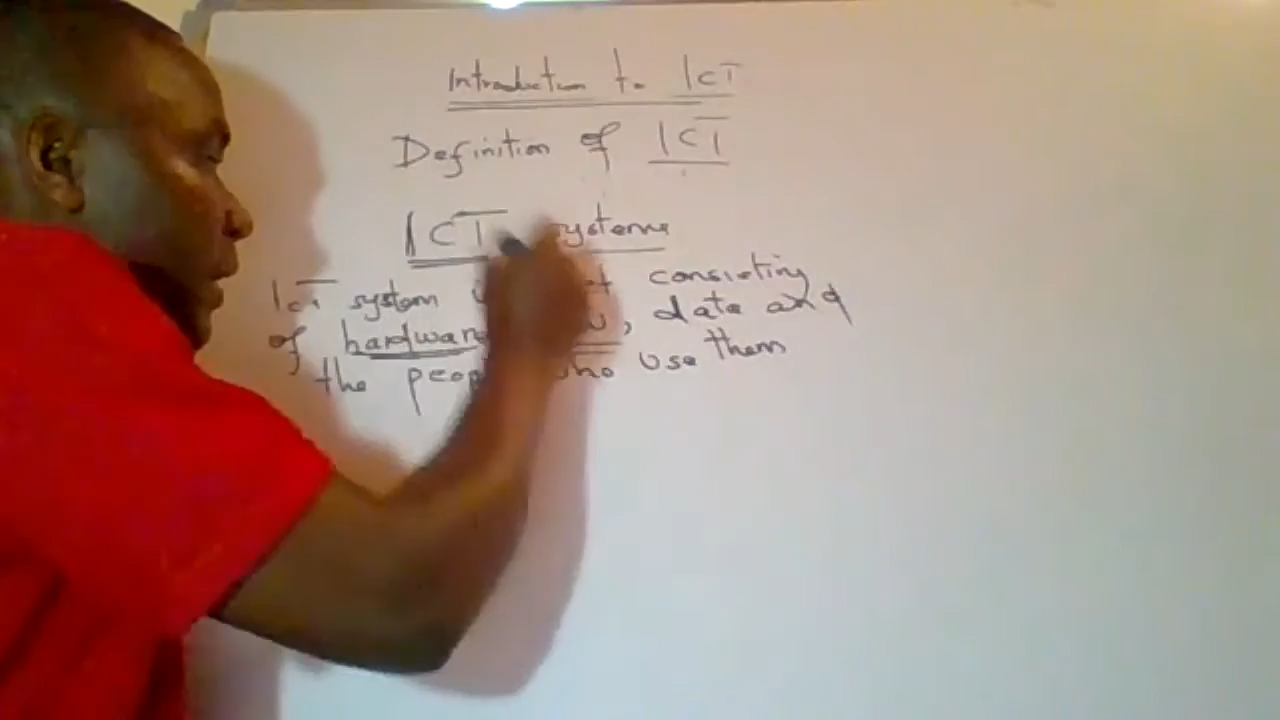 Introduction to ICT
Definition of ICT
ICT systems
ICT system consisting
of hardware , data and
the people who use them